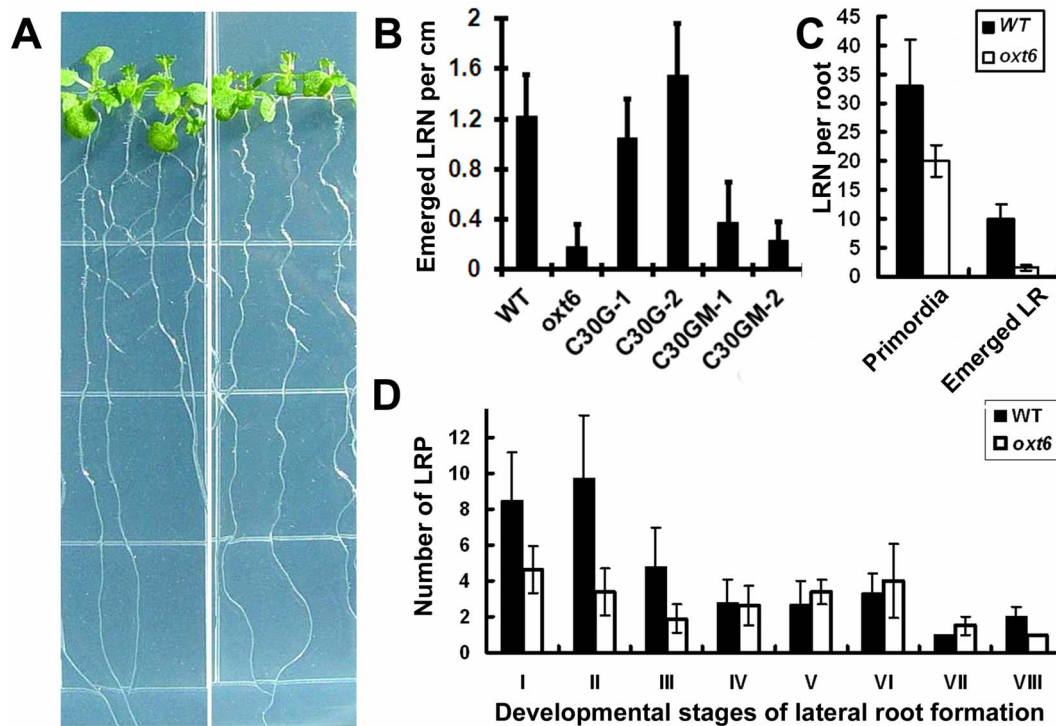 A
B
Emerged LRN per cm
2
1.6
1.2
0.8
0.4
0
WT
oxt6
C30G-1
C30G-2
C30GM-1
C30GM-2
C
LRN per root
45
40
35
30
25
20
15
10
5
0
WT
oxt6
Primordia
Emerged LR
D
Number of LRP
12
10
8
6
4
2
0
WT
oxt6
I II III IV V VI VII VIII
Developmental stages of lateral root formation